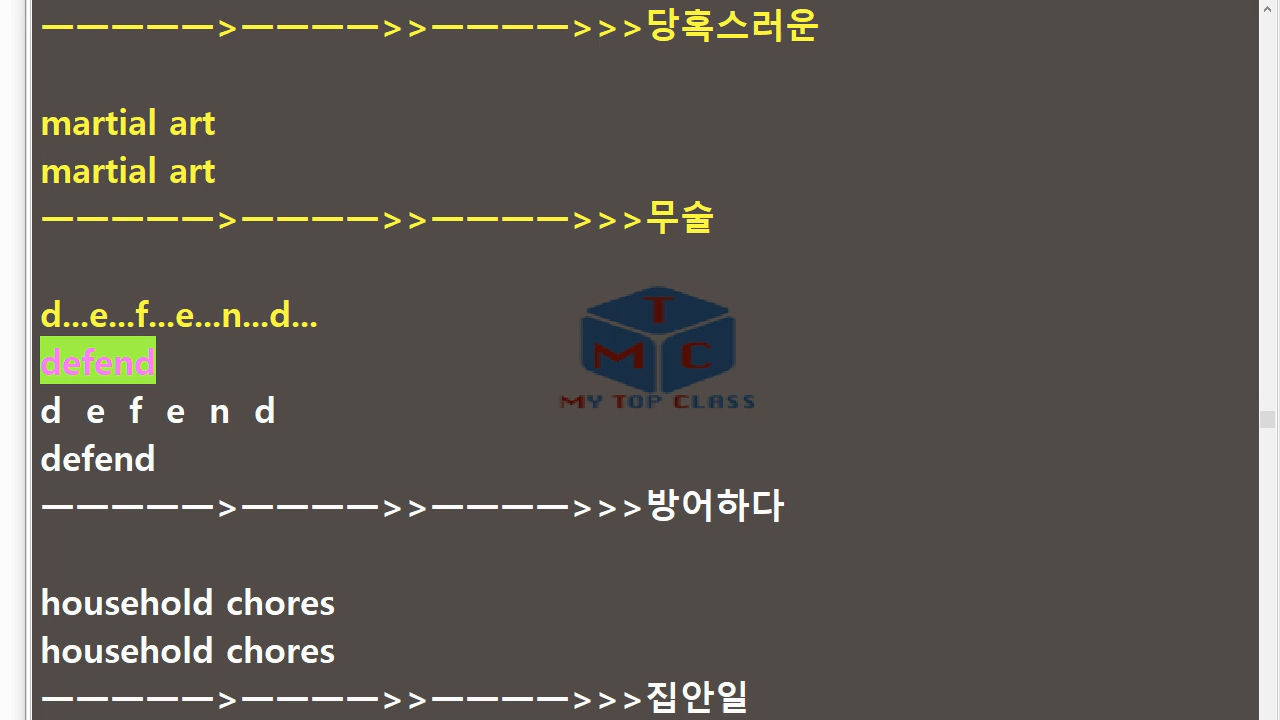 —————>————>>————>>>당혹스러운
martial art
martial art
—————>————>>————>>>무술
d...e...f...e...n...d...
defend
d e f e n d
defend
—————>————>>————>>>방어하다
household chores
household chores
—————>————>>————>>>집안일
T
M C
MY TOP CLASS